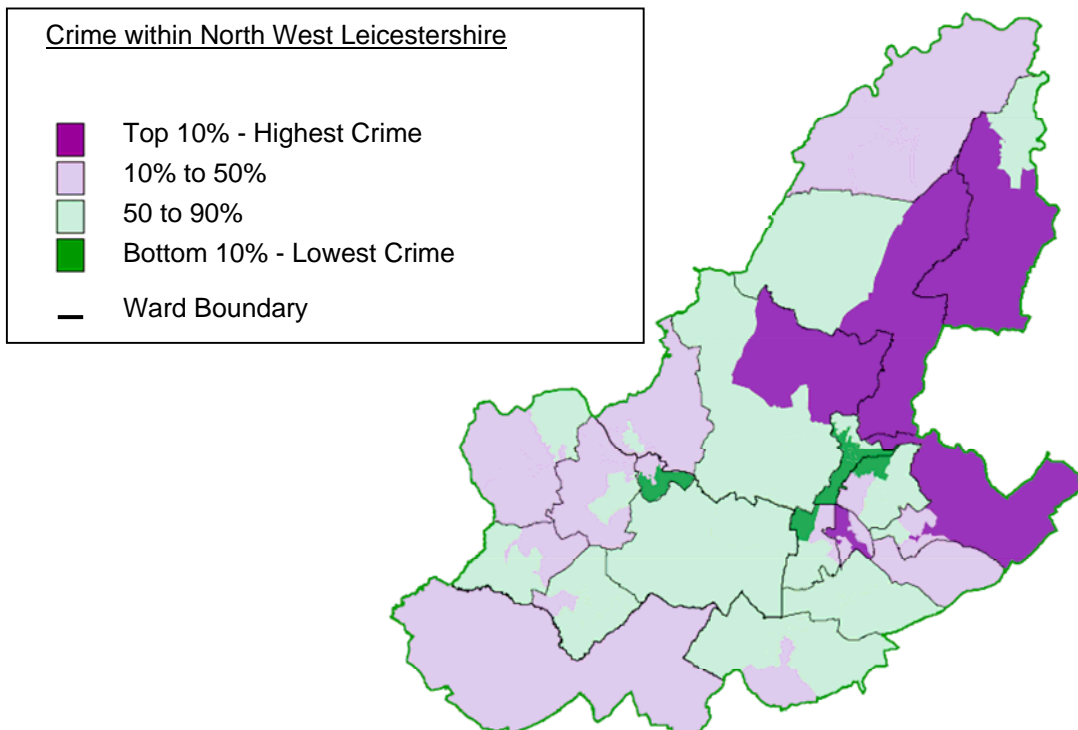 Crime within North West Leicestershire
Top 10% - Highest Crime
10% to 50%
50 to 90%
Bottom 10% - Lowest Crime
Ward Boundary